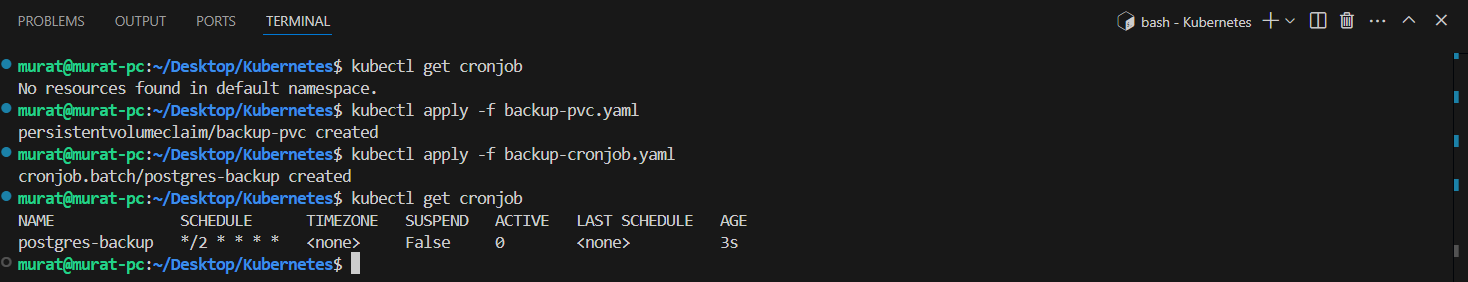 PROBLEMS OUTPUT PORTS TERMINAL bash - Kubernetes
murat@murat-pc:~/Desktop/Kubernetes$ kubectl get cronjob
No resources found in default namespace.
murat@murat-pc:~/Desktop/Kubernetes$ kubectl apply -f backup-pvc.yaml
persistentvolumeclaim/backup-pvc created
murat@murat-pc:~/Desktop/Kubernetes$ kubectl apply -f backup-cronjob.yaml
cronjob.batch/postgres-backup created
murat@murat-pc:~/Desktop/Kubernetes$ kubectl get cronjob
NAME SCHEDULE TIMEZONE SUSPEND ACTIVE LAST SCHEDULE AGE
postgres-backup */2 * * * * <none> False 0 <none> 3s
murat@murat-pc:~/Desktop/Kubernetes$